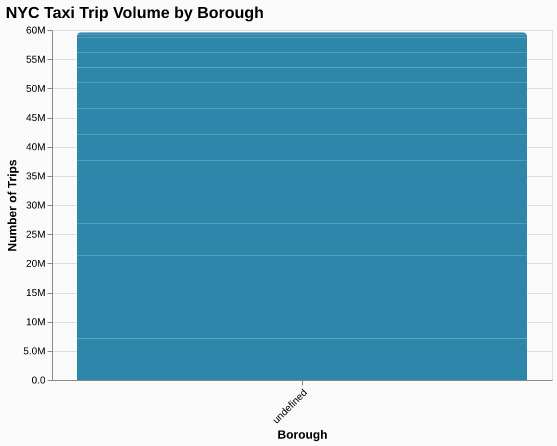 NYC Taxi Trip Volume by Borough
60M
55M
50M
45M
40M
35M
30M
25M
20M
15M
10M
5.0M
0.0
Number of Trips
undefined
Borough